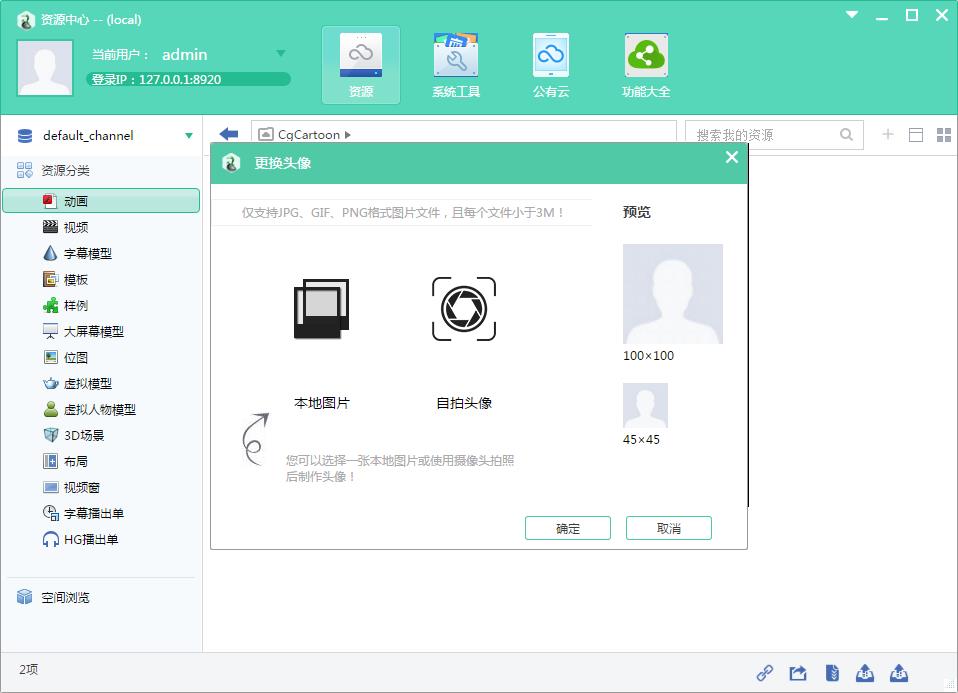 资源中心 -- (local)
当前用户： admin
登录IP：127.0.0.1:8920
资源
系统工具
公有云
功能大全
default_channel
CgCartoon
搜索我的资源
资源分类
动画
视频
字幕模型
模板
样例
大屏幕模型
位图
虚拟模型
虚拟人物模型
3D场景
布局
视频窗
字幕播出单
HG播出单
空间浏览
更换头像
仅支持JPG、GIF、PNG格式图片文件，且每个文件小于3M！
预览
100×100
45×45
本地图片
自拍头像
您可以选择一张本地图片或使用摄像头拍照
后制作头像！
确定
取消
2项